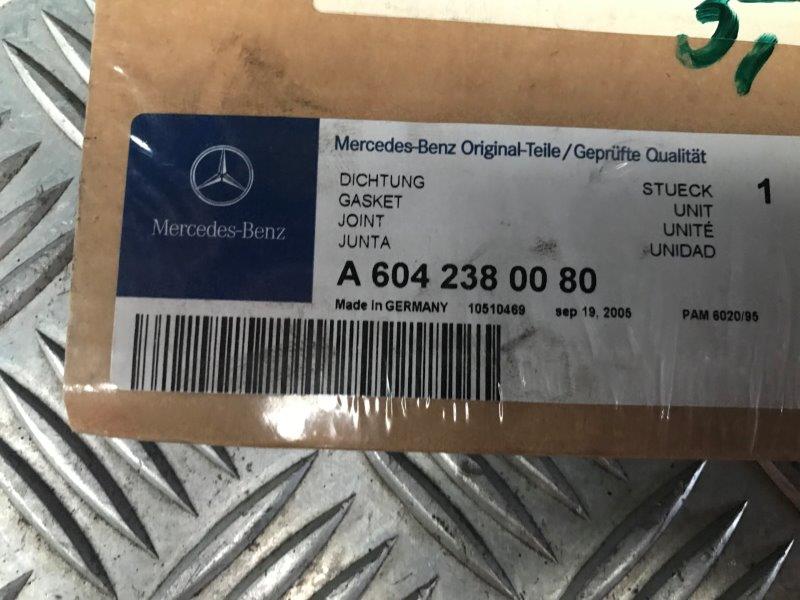 Mercedes-Benz Original-Teile/Geprüfte Qualität
Mercedes-Benz
DICHTUNG
GASKET
JOINT
JUNTA
STUECK 1
UNIT
UNITÉ
UNIDAD
A 604 238 00 80
Made in GERMANY 10510469 sep 19, 2005 PAM 6020/95